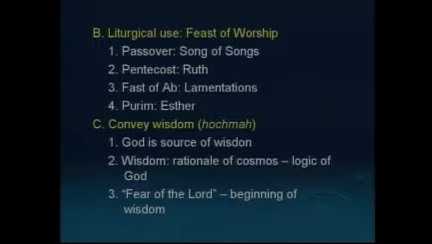 B. Liturgical use: Feast of Worship
1. Passover: Song of Songs
2. Pentecost: Ruth
3. Fast of Ab: Lamentations
4. Purim: Esther
C. Convey wisdom (hochmah)
1. God is source of wisdon
2. Wisdom: rationale of cosmos – logic of
God
3. “Fear of the Lord” – beginning of
wisdom